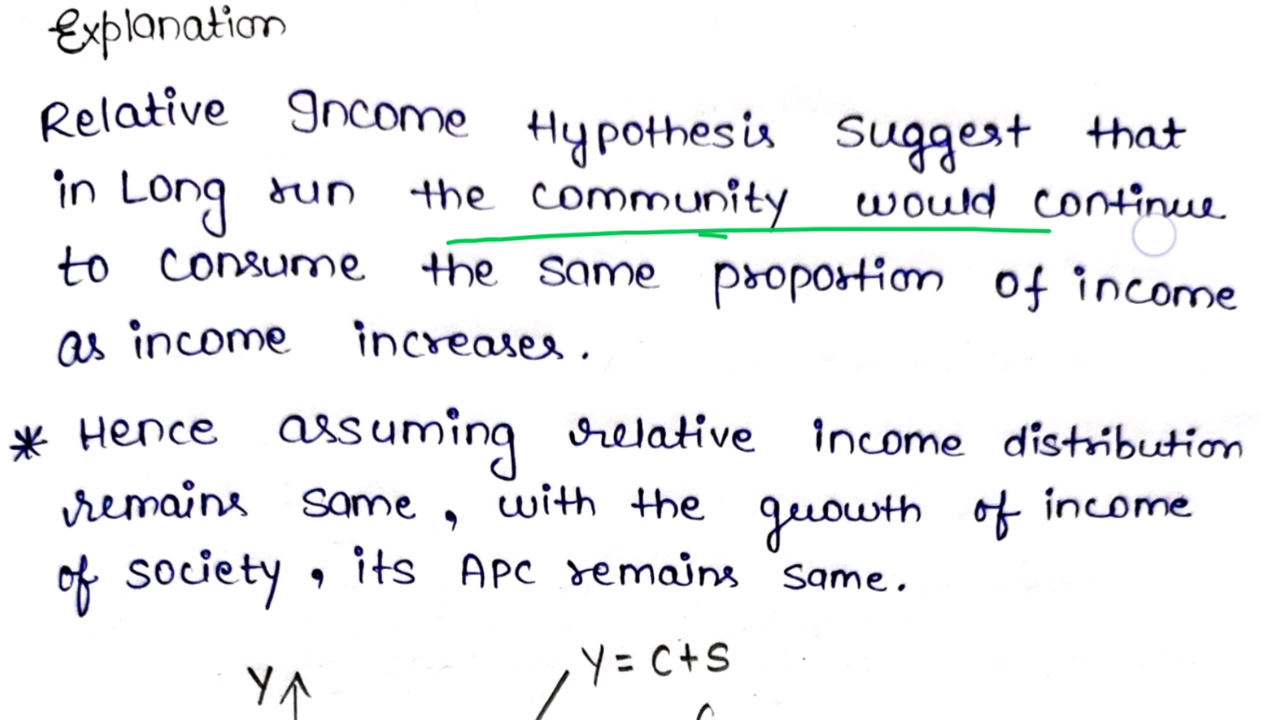 Explanation
Relative Income Hypothesis suggest that
in Long run the community would continue
to consume the same proportion of income
as income increases.
* Hence assuming relative income distribution
remains same, with the growth of income
of society, its APC remains same.
Y = C+S
Y